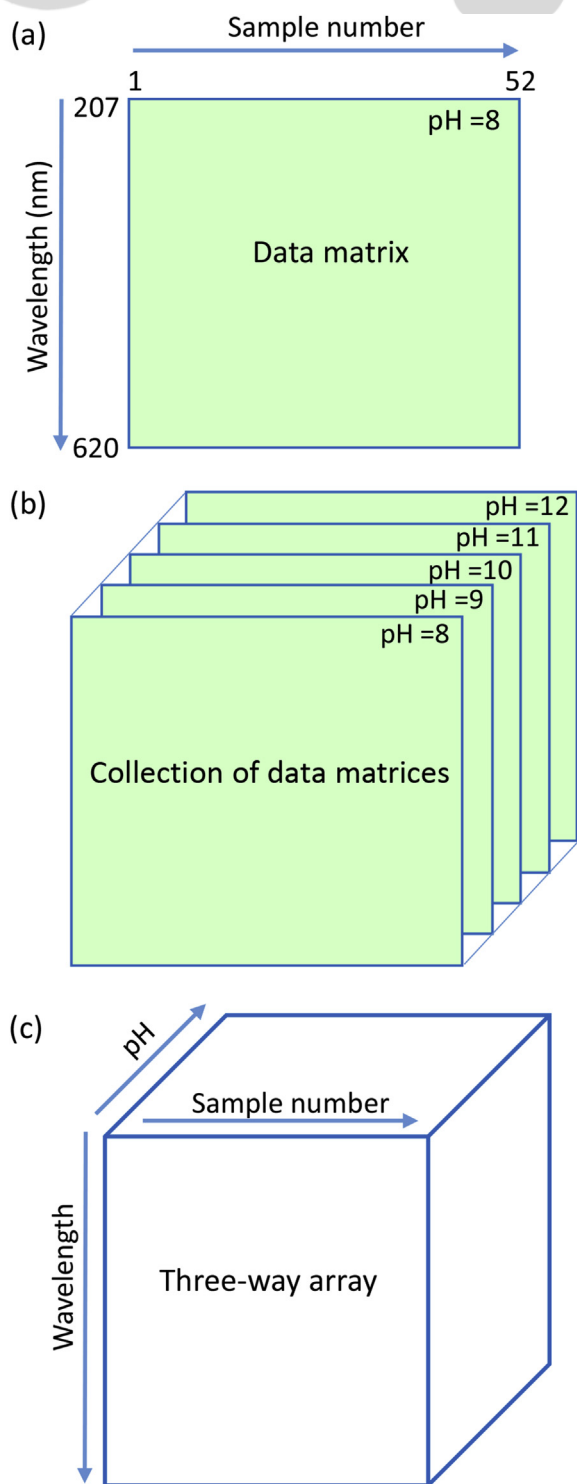 (a)
Sample number
1
52
207
pH =8
Wavelength (nm)
Data matrix
620
(b)
pH =12
pH =11
pH =10
pH =9
pH =8
Collection of data matrices
(c)
pH
Sample number
Wavelength
Three-way array